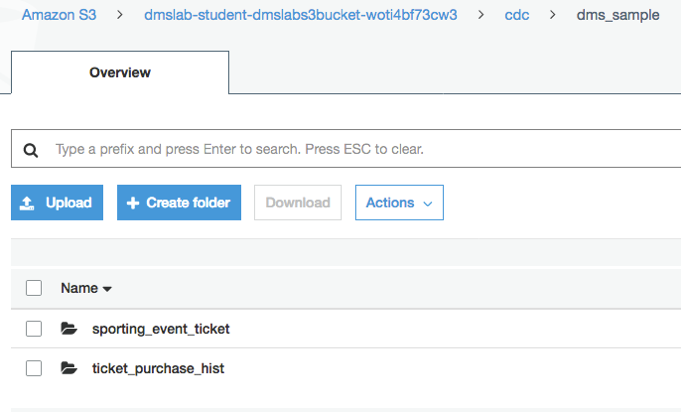 Amazon S3 > dmslab-student-dmslabs3bucket-woti4bf73cw3 > cdc > dms_sample
Overview
Type a prefix and press Enter to search. Press ESC to clear.
Upload + Create folder Download Actions
Name
sporting_event_ticket
ticket_purchase_hist